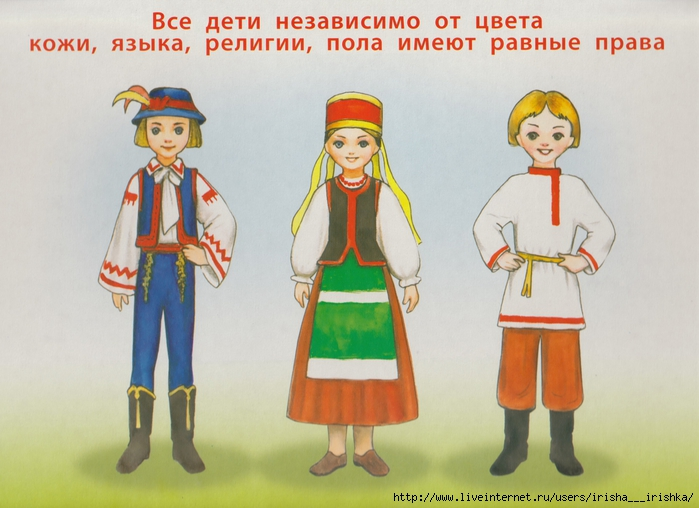 Все дети независимо от цвета
кожи, языка, религии, пола имеют равные права
http://www.liveinternet.ru/users/irisha___irishka/